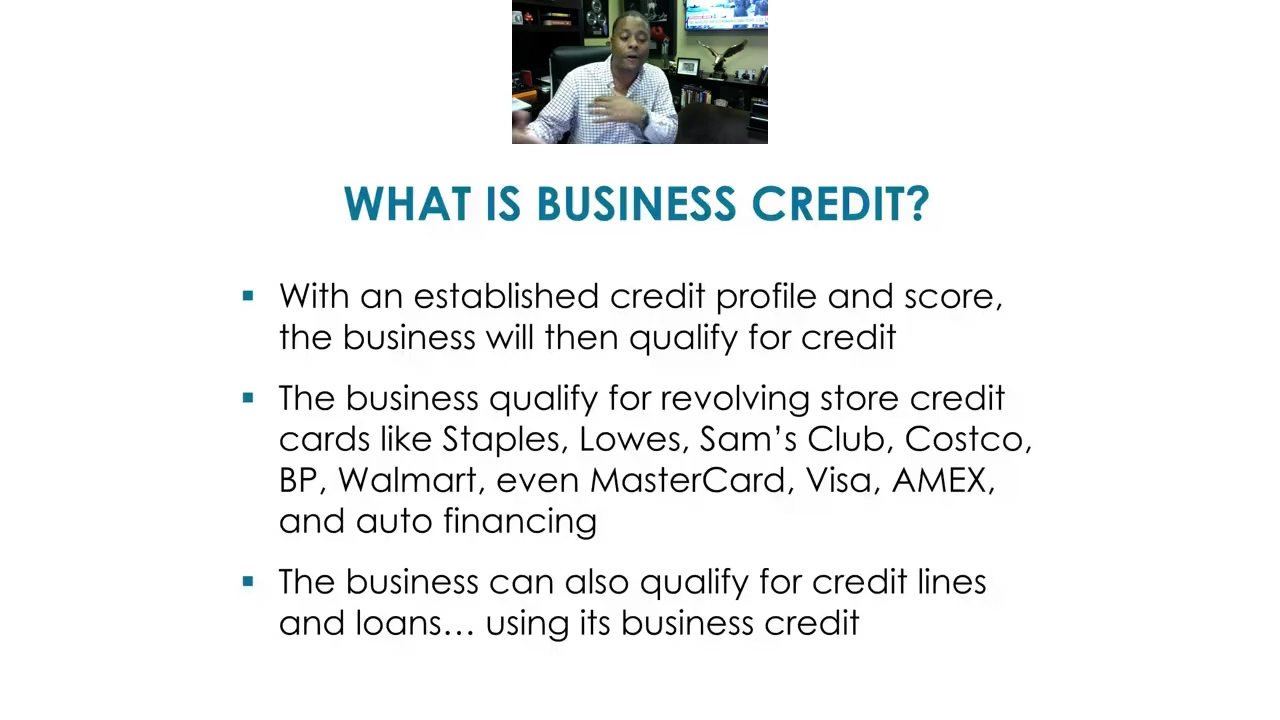 WHAT IS BUSINESS CREDIT?
▪ With an established credit profile and score,
the business will then qualify for credit
▪ The business qualify for revolving store credit
cards like Staples, Lowes, Sam's Club, Costco,
BP, Walmart, even MasterCard, Visa, AMEX,
and auto financing
▪ The business can also qualify for credit lines
and loans... using its business credit